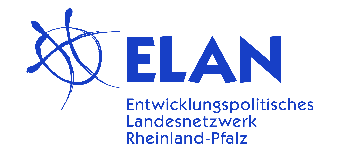 ELAN
Entwicklungspolitisches
Landesnetzwerk
Rheinland-Pfalz